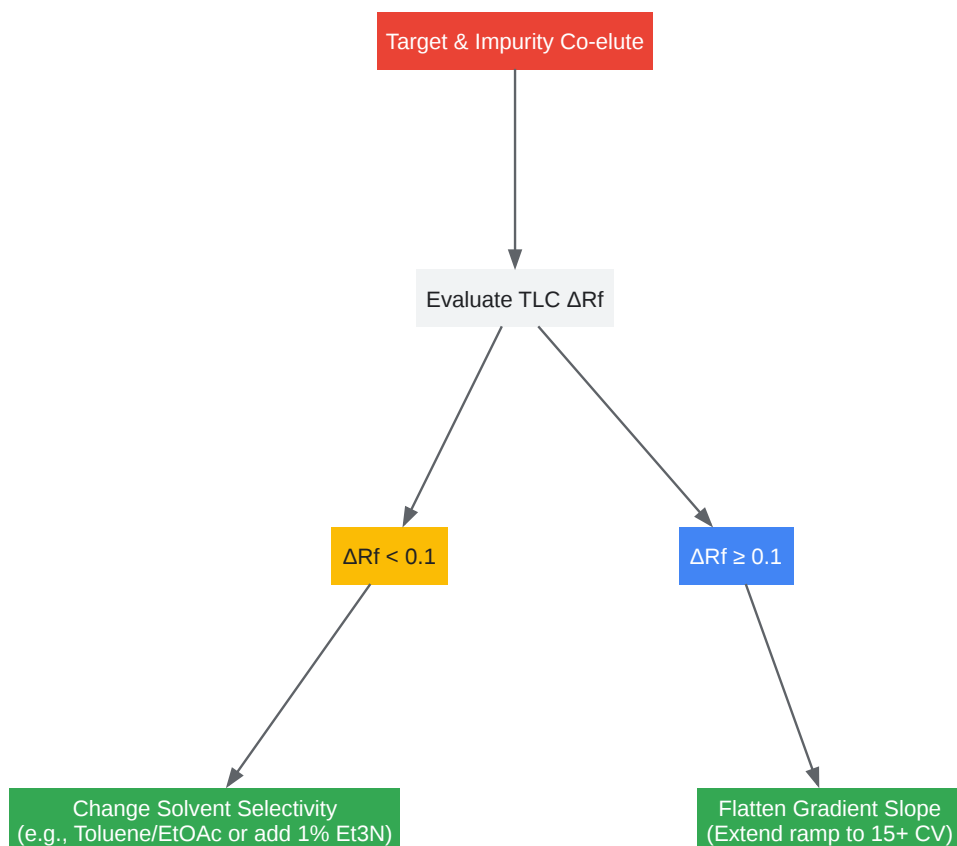 Target & Impurity Co-elute
Evaluate TLC ΔRf
ΔRf < 0.1
ΔRf ≥ 0.1
Change Solvent Selectivity
(e.g., Toluene/EtOAc or add 1% Et3N)
Flatten Gradient Slope
(Extend ramp to 15+ CV)